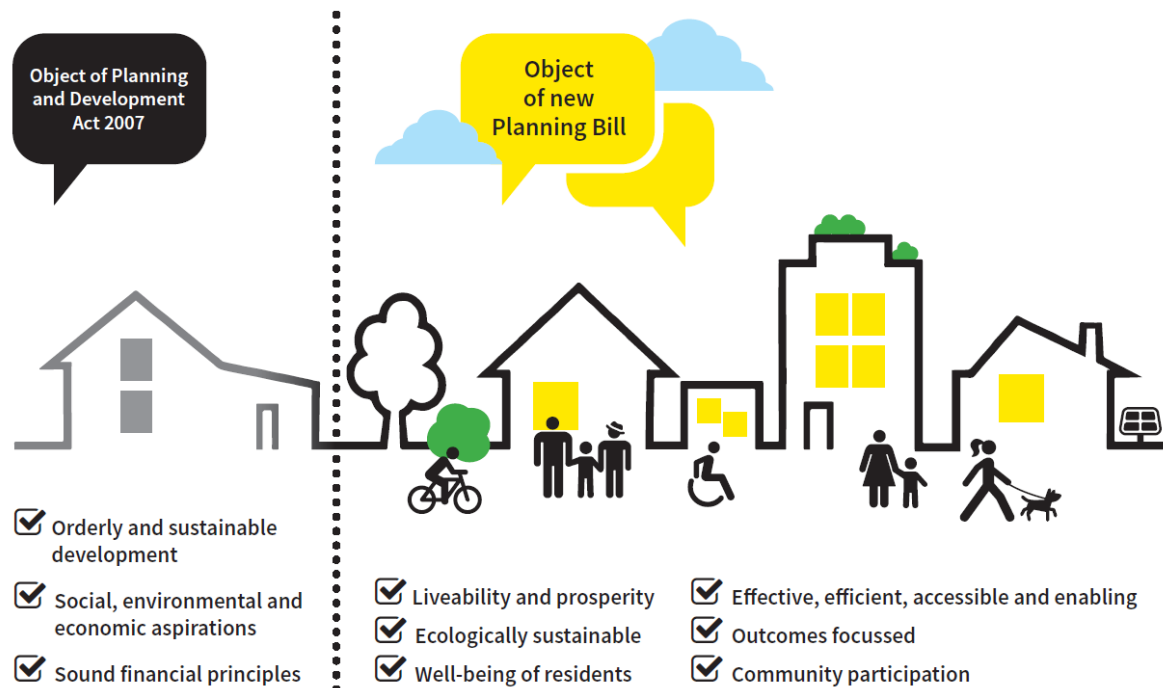 Object of Planning
and Development
Act 2007
Object
of new
Planning Bill
Orderly and sustainable
development
Social, environmental and
economic aspirations
Sound financial principles
Liveability and prosperity
Ecologically sustainable
Well-being of residents
Effective, efficient, accessible and enabling
Outcomes focussed
Community participation